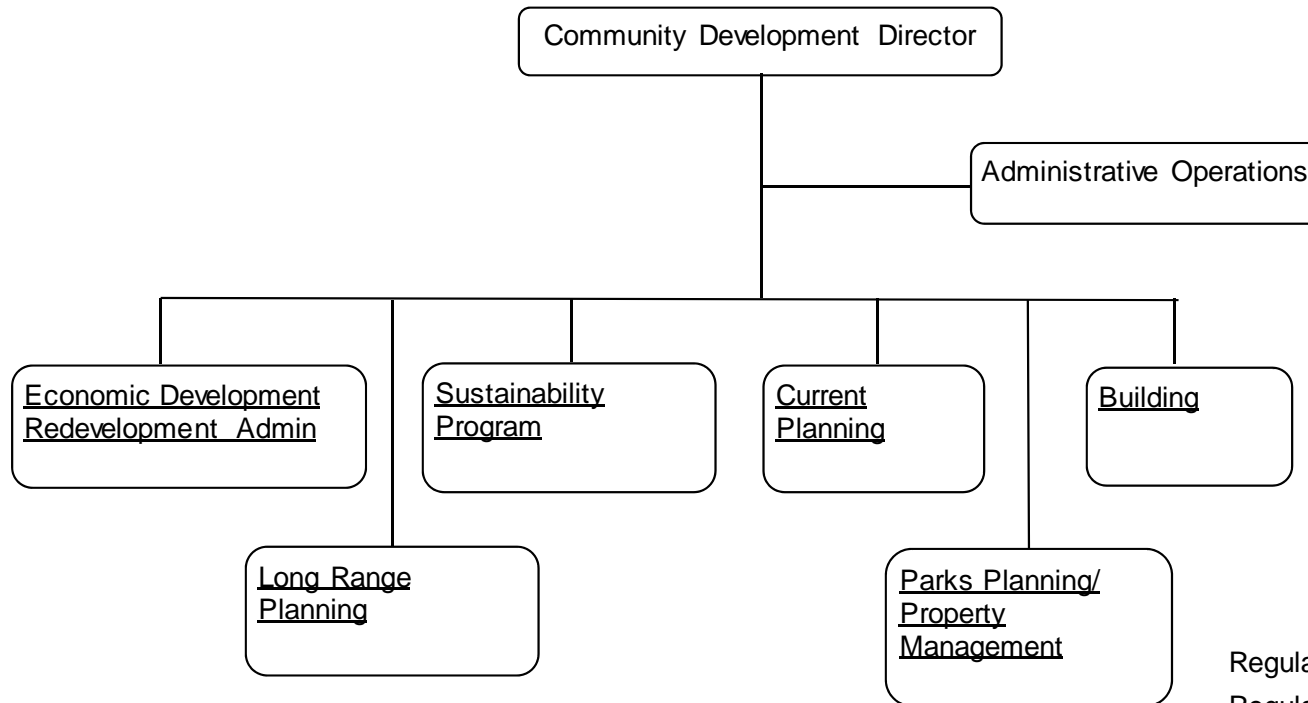 Community Development Director
Administrative Operations
Economic Development
Redevelopment Admin
Sustainability
Program
Current
Planning
Building
Long Range
Planning
Parks Planning/
Property
Management